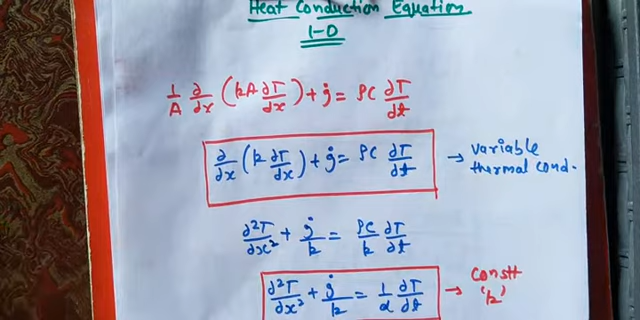 Heat Conduction Equation
1-D
1/A ∂/∂x (kA ∂T/∂x) + ġ = ρC ∂T/∂t
∂/∂x (k ∂T/∂x) + ġ = ρC ∂T/∂t → variable
thermal cond.
∂²T/∂x² + ġ/k = ρC/k ∂T/∂t
∂²T/∂x² + ġ/k = 1/α ∂T/∂t → Constt
'k'